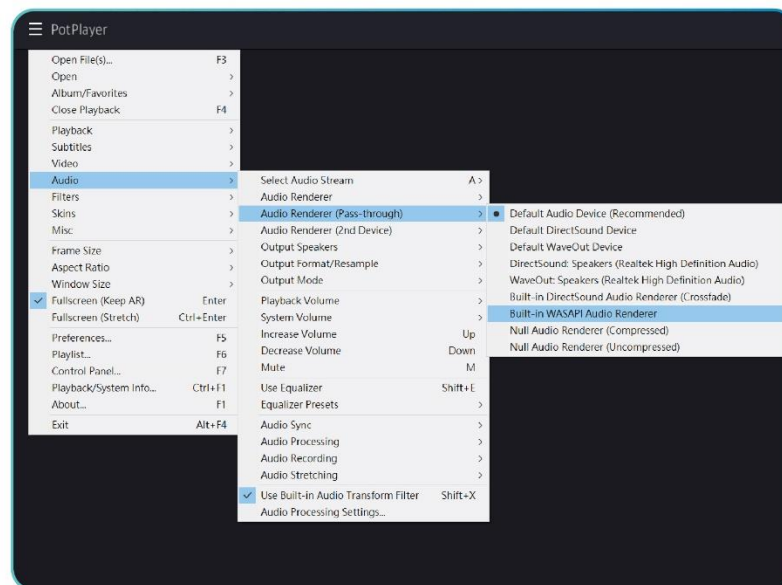 PotPlayer
Open File(s)... F3
Open
Album/Favorites
Close Playback F4
Playback
Subtitles
Video
Audio
Filters
Skins
Misc
Frame Size
Aspect Ratio
Window Size
Fullscreen (Keep AR) Enter
Fullscreen (Stretch) Ctrl+Enter
Preferences... F5
Playlist... F6
Control Panel... F7
Playback/System Info... Ctrl+F1
About... F1
Exit Alt+F4
Select Audio Stream A
Audio Renderer
Audio Renderer (Pass-through)
Audio Renderer (2nd Device)
Output Speakers
Output Format/Resample
Output Mode
Playback Volume
System Volume
Increase Volume Up
Decrease Volume Down
Mute M
Use Equalizer Shift+E
Equalizer Presets
Audio Sync
Audio Processing
Audio Recording
Audio Stretching
Use Built-in Audio Transform Filter Shift+X
Audio Processing Settings...
Default Audio Device (Recommended)
Default DirectSound Device
Default WaveOut Device
DirectSound: Speakers (Realtek High Definition Audio)
WaveOut: Speakers (Realtek High Definition Audio)
Built-in DirectSound Audio Renderer (Crossfade)
Built-in WASAPI Audio Renderer
Null Audio Renderer (Compressed)
Null Audio Renderer (Uncompressed)